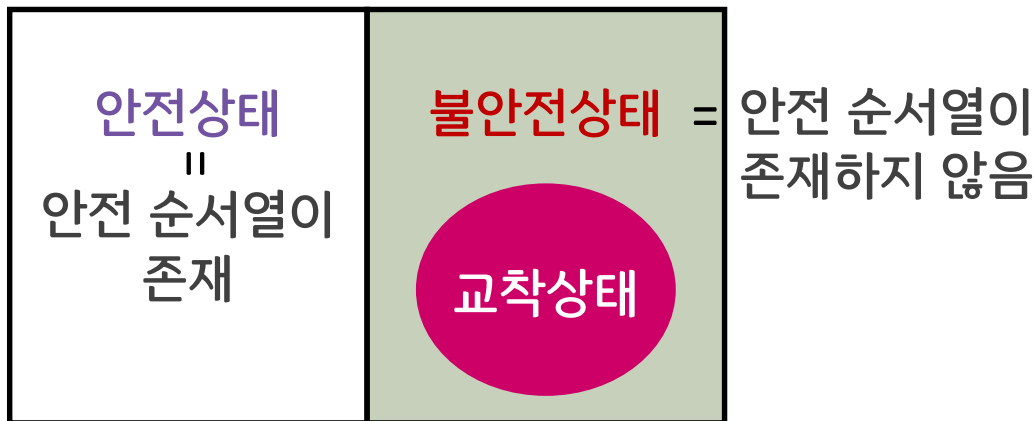 안전상태
=
안전 순서열이
존재
불안전상태 = 안전 순서열이
존재하지 않음
교착상태